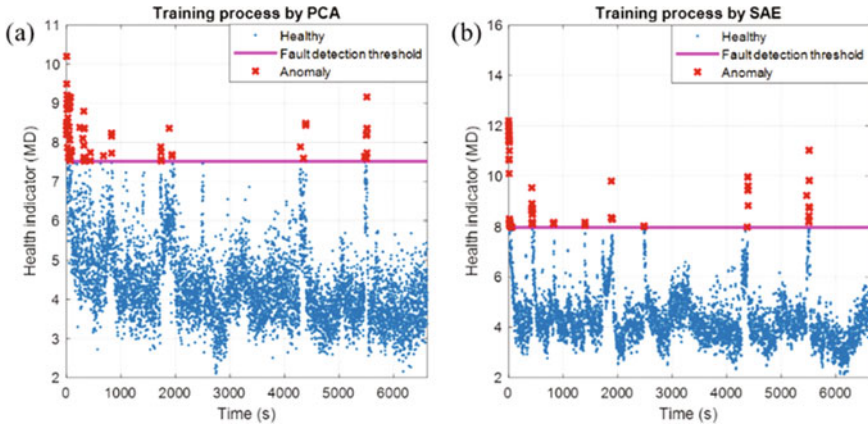 (a)
Training process by PCA
Healthy
Fault detection threshold
Anomaly
Health indicator (MD)
11
10
9
8
7
6
5
4
3
2
0 1000 2000 3000 4000 5000 6000
Time (s)
(b)
Training process by SAE
Healthy
Fault detection threshold
Anomaly
Health indicator (MD)
16
14
12
10
8
6
4
2
0 1000 2000 3000 4000 5000 6000
Time (s)